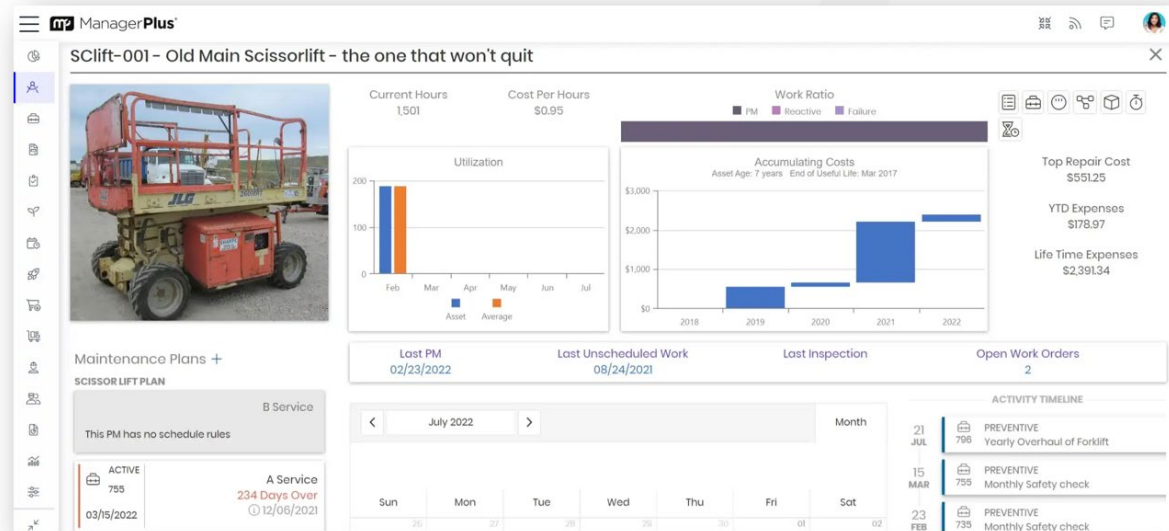 ManagerPlus
SClift-001 - Old Main Scissorlift - the one that won't quit
JLG
2600MRT
Current Hours
1,501
Cost Per Hours
$0.95
Work Ratio
PM Reactive Failure
Utilization
200
100
0
Feb Mar Apr May Jun Jul
Asset Average
Accumulating Costs
Asset Age: 7 years End of Useful Life: Mar 2017
$3,000
$2,000
$1,000
$0
2018 2019 2020 2021 2022
Top Repair Cost
$551.25
YTD Expenses
$178.97
Life Time Expenses
$2,391.34
Last PM
02/23/2022
Last Unscheduled Work
08/24/2021
Last Inspection
Open Work Orders
2
Maintenance Plans +
SCISSOR LIFT PLAN
B Service
This PM has no schedule rules
ACTIVE
755
03/15/2022
A Service
234 Days Over
12/06/2021
July 2022
Month
Sun Mon Tue Wed Thu Fri Sat
26 27 28 29 30 01 02
ACTIVITY TIMELINE
21
JUL
796
PREVENTIVE
Yearly Overhaul of Forklift
15
MAR
755
PREVENTIVE
Monthly Safety check
23
FEB
735
PREVENTIVE
Monthly Safety check